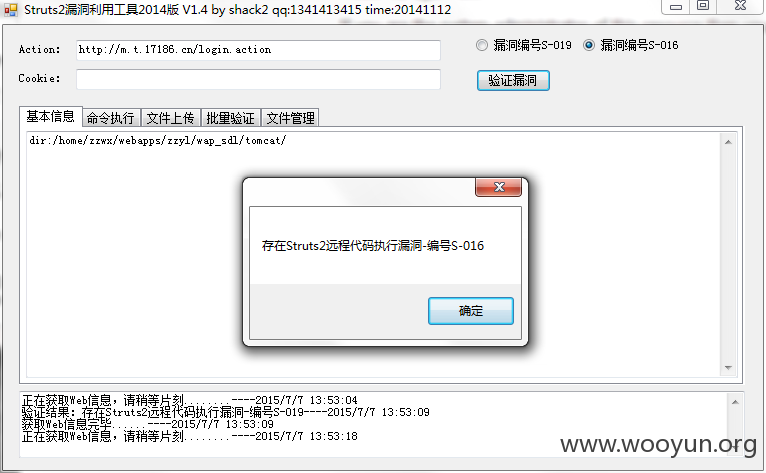 Struts2漏洞利用工具2014版 V1.4 by shack2 qq:1341413415 time:20141112
Action: http://m.t.17186.cn/login.action 漏洞编号S-019 漏洞编号S-016
Cookie: 验证漏洞
基本信息 命令执行 文件上传 批量验证 文件管理
dir:/home/zzwx/webapps/zzyl/wap_sdl/tomcat/
存在Struts2远程代码执行漏洞-编号S-016
确定
正在获取Web信息，请稍等片刻........----2015/7/7 13:53:04
验证结果：存在Struts2远程代码执行漏洞-编号S-019----2015/7/7 13:53:09
获取Web信息完毕......----2015/7/7 13:53:09
正在获取Web信息，请稍等片刻........----2015/7/7 13:53:18
www.wooyun.org